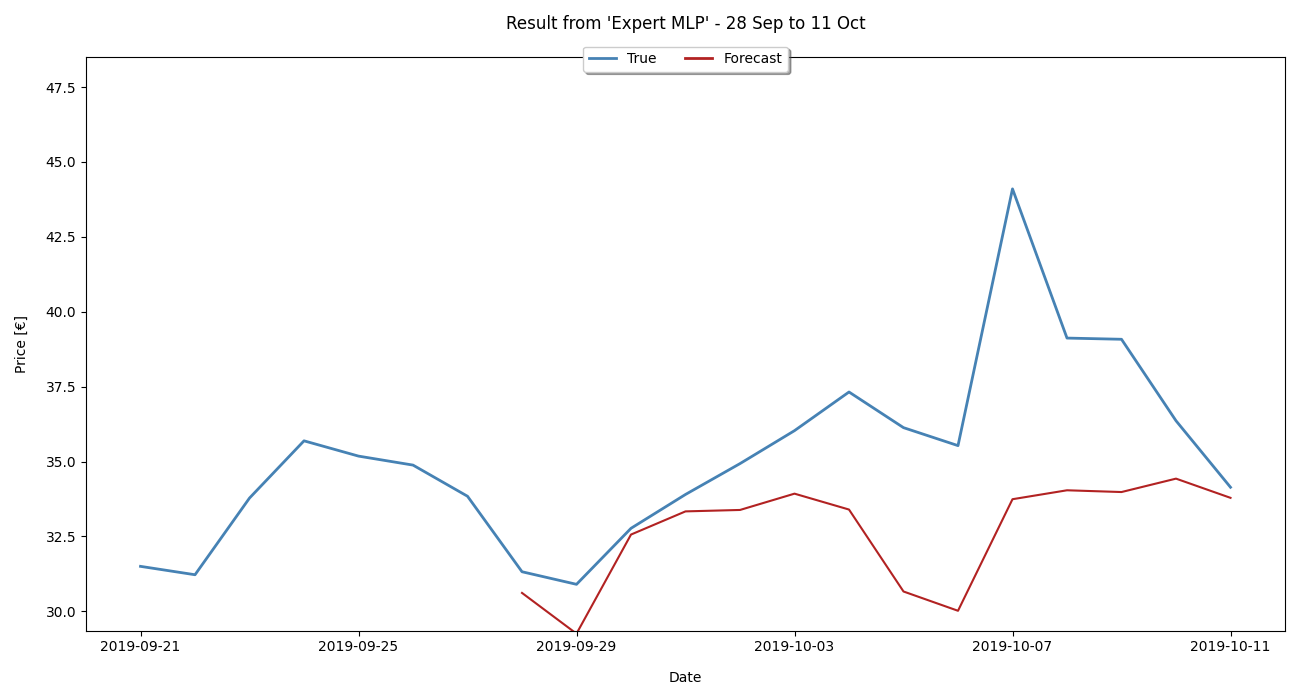 Result from 'Expert MLP' - 28 Sep to 11 Oct
True Forecast
47.5
45.0
42.5
40.0
37.5
35.0
32.5
30.0
Price [€]
2019-09-21 2019-09-25 2019-09-29 2019-10-03 2019-10-07 2019-10-11
Date